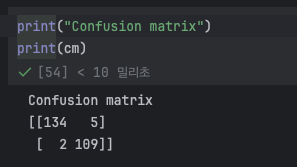 print("Confusion matrix")
print(cm)
[54] < 10 밀리초
Confusion matrix
[[134   5]
 [  2 109]]